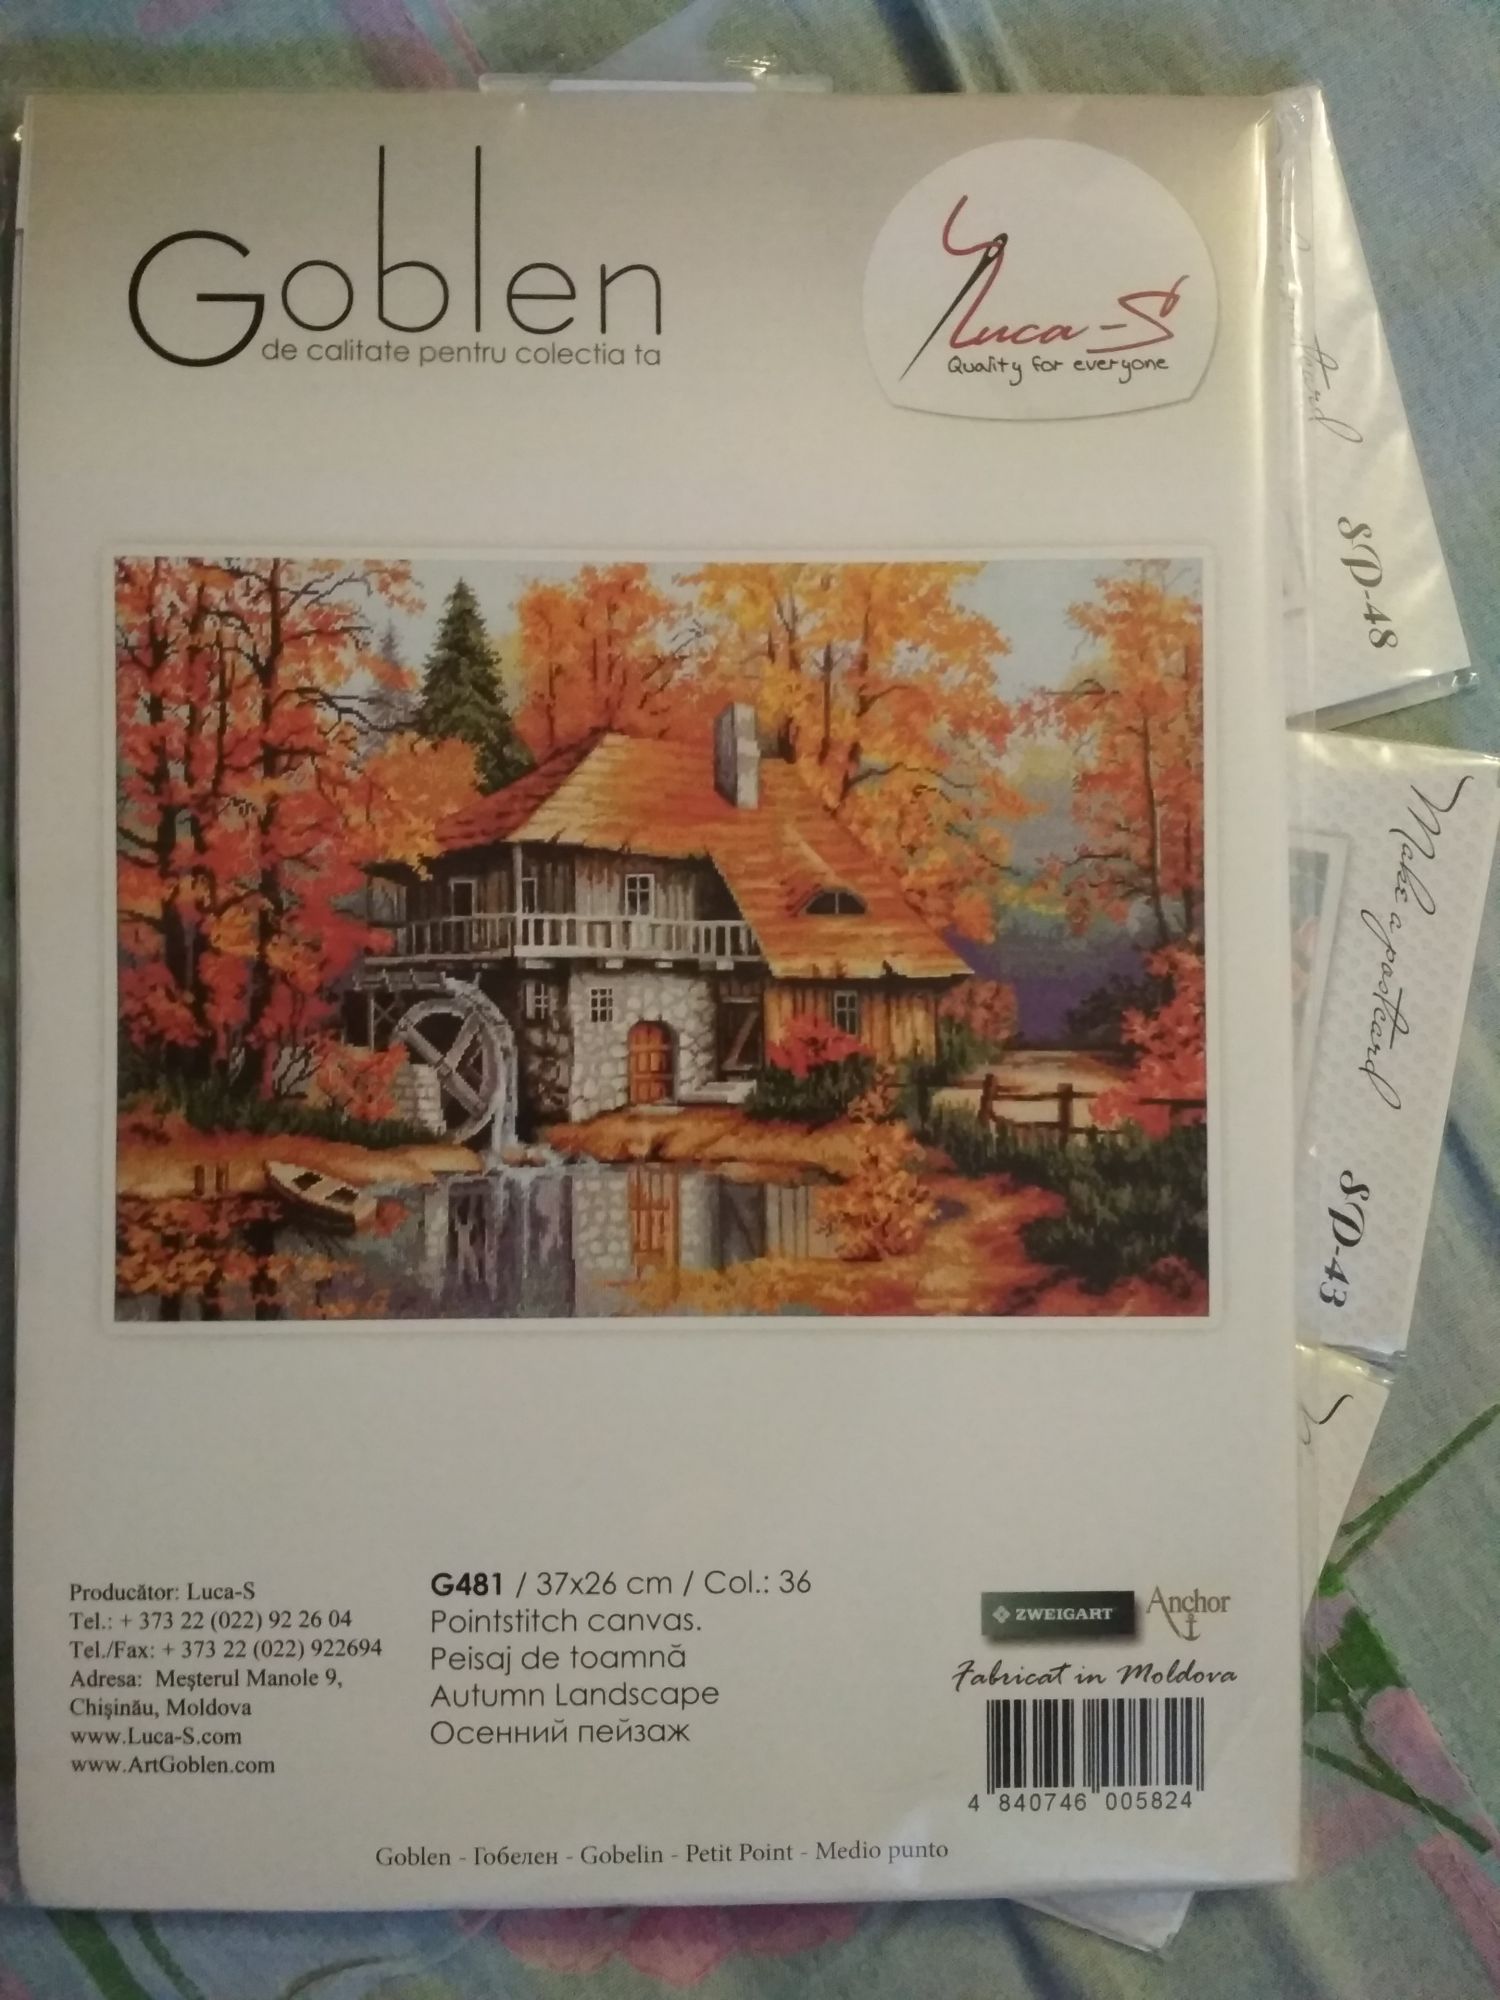 Goblen
de calitate pentru colectia ta
Luca-S
Quality for everyone
SP-48
Make a postcard
SP-43
Producător: Luca-S
Tel.: + 373 22 (022) 92 26 04
Tel./Fax: + 373 22 (022) 922694
Adresa: Meşterul Manole 9,
Chişinău, Moldova
www.Luca-S.com
www.ArtGoblen.com
G481 / 37x26 cm / Col.: 36
Pointstitch canvas.
Peisaj de toamnă
Autumn Landscape
Осенний пейзаж
ZWEIGART
Anchor
Fabricat in Moldova
4 840746 005824
Goblen - Гобелен - Gobelin - Petit Point - Medio punto